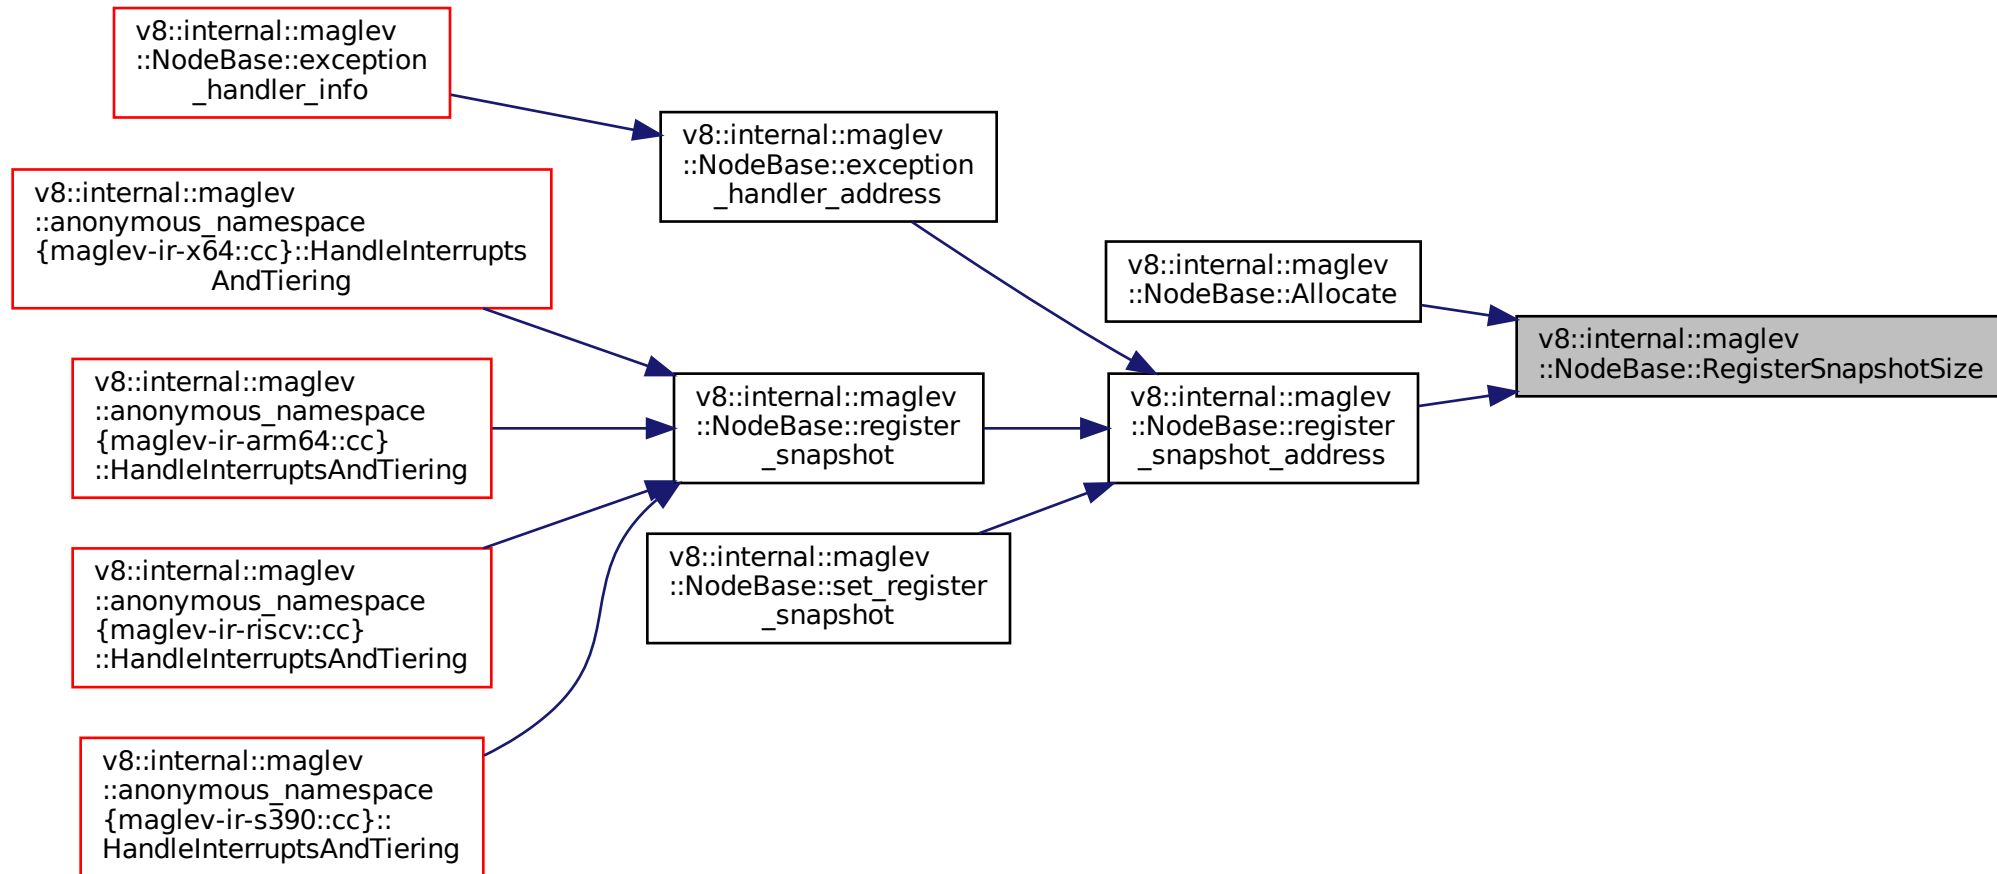 v8::internal::maglev
::NodeBase::exception
_handler_info
v8::internal::maglev
::anonymous_namespace
{maglev-ir-x64::cc}::HandleInterrupts
AndTiering
v8::internal::maglev
::anonymous_namespace
{maglev-ir-arm64::cc}
::HandleInterruptsAndTiering
v8::internal::maglev
::anonymous_namespace
{maglev-ir-riscv::cc}
::HandleInterruptsAndTiering
v8::internal::maglev
::anonymous_namespace
{maglev-ir-s390::cc}::
HandleInterruptsAndTiering
v8::internal::maglev
::NodeBase::exception
_handler_address
v8::internal::maglev
::NodeBase::register
_snapshot
v8::internal::maglev
::NodeBase::set_register
_snapshot
v8::internal::maglev
::NodeBase::Allocate
v8::internal::maglev
::NodeBase::register
_snapshot_address
v8::internal::maglev
::NodeBase::RegisterSnapshotSize